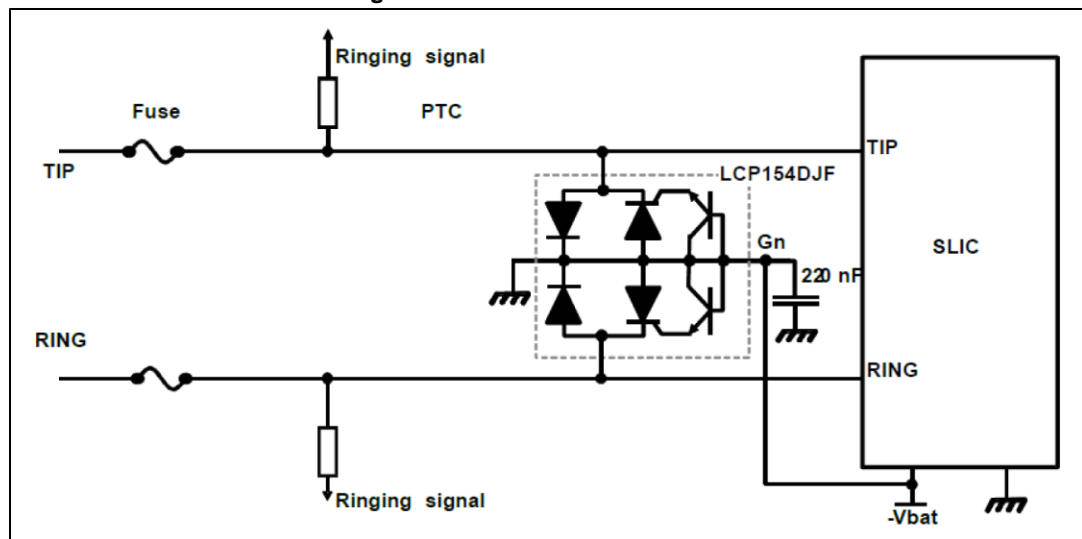 Ringing signal
Fuse
PTC
TIP
TIP
LCP154DJF
Gn
SLIC
220 nF
RING
RING
Ringing signal
-Vbat